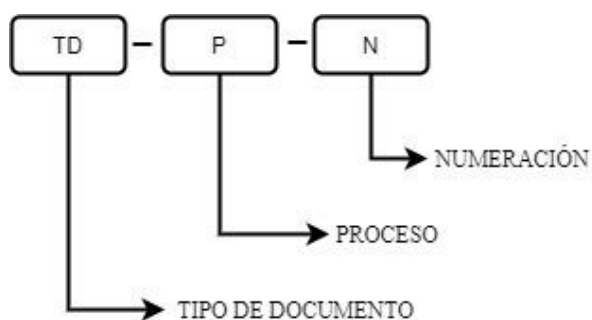 TD - P - N
NUMERACIÓN
PROCESO
TIPO DE DOCUMENTO